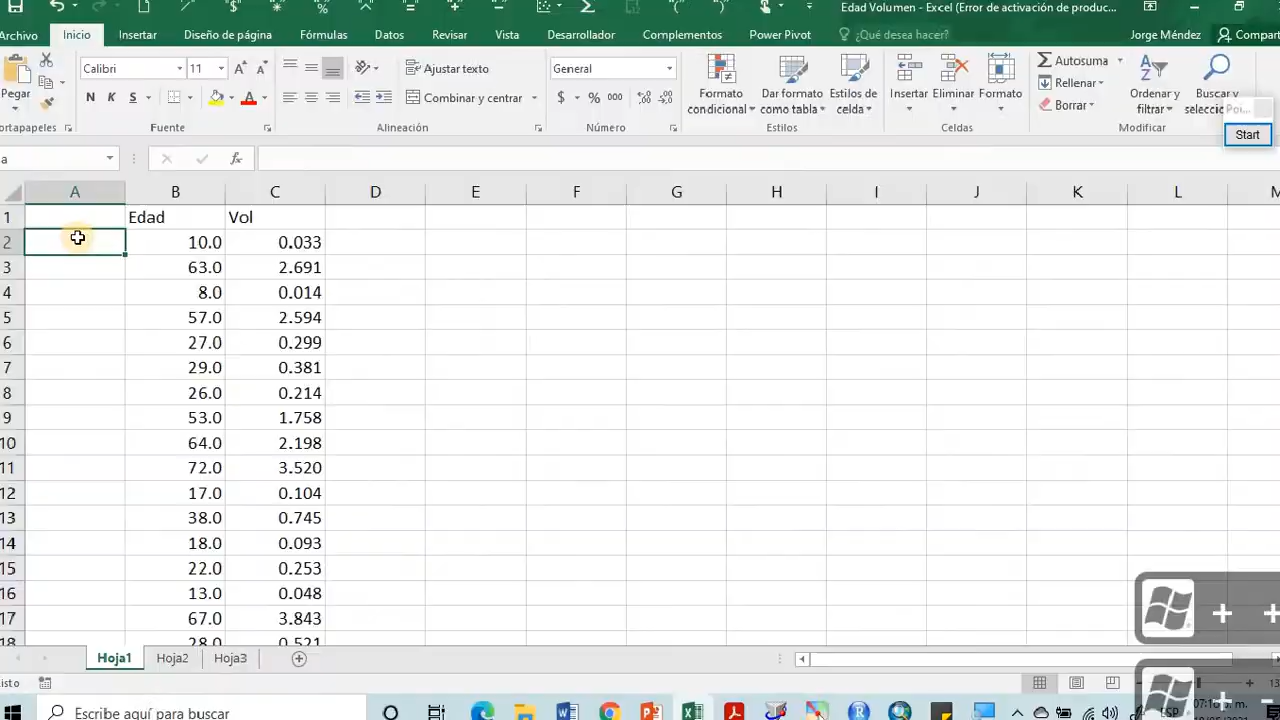 Edad Volumen - Excel (Error de activación de produc...
Archivo Inicio Insertar Diseño de página Fórmulas Datos Revisar Vista Desarrollador Complementos Power Pivot ¿Qué desea hacer? Jorge Méndez Compart
Pegar
Calibri 11
N K S
Ajustar texto
Combinar y centrar
General
$ % 000
Formato condicional
Dar formato como tabla
Estilos de celda
Insertar
Eliminar
Formato
Autosuma
Rellenar
Borrar
Ordenar y filtrar
Buscar y
selecci
Start
ortapapeles Fuente Alineación Número Estilos Celdas Modificar
a fx
A B C D E F G H I J K L M
1 Edad Vol
2 10.0 0.033
3 63.0 2.691
4 8.0 0.014
5 57.0 2.594
6 27.0 0.299
7 29.0 0.381
8 26.0 0.214
9 53.0 1.758
10 64.0 2.198
11 72.0 3.520
12 17.0 0.104
13 38.0 0.745
14 18.0 0.093
15 22.0 0.253
16 13.0 0.048
17 67.0 3.843
18 28.0 0.521
Hoja1 Hoja2 Hoja3
isto
Escribe aquí para buscar
ESP